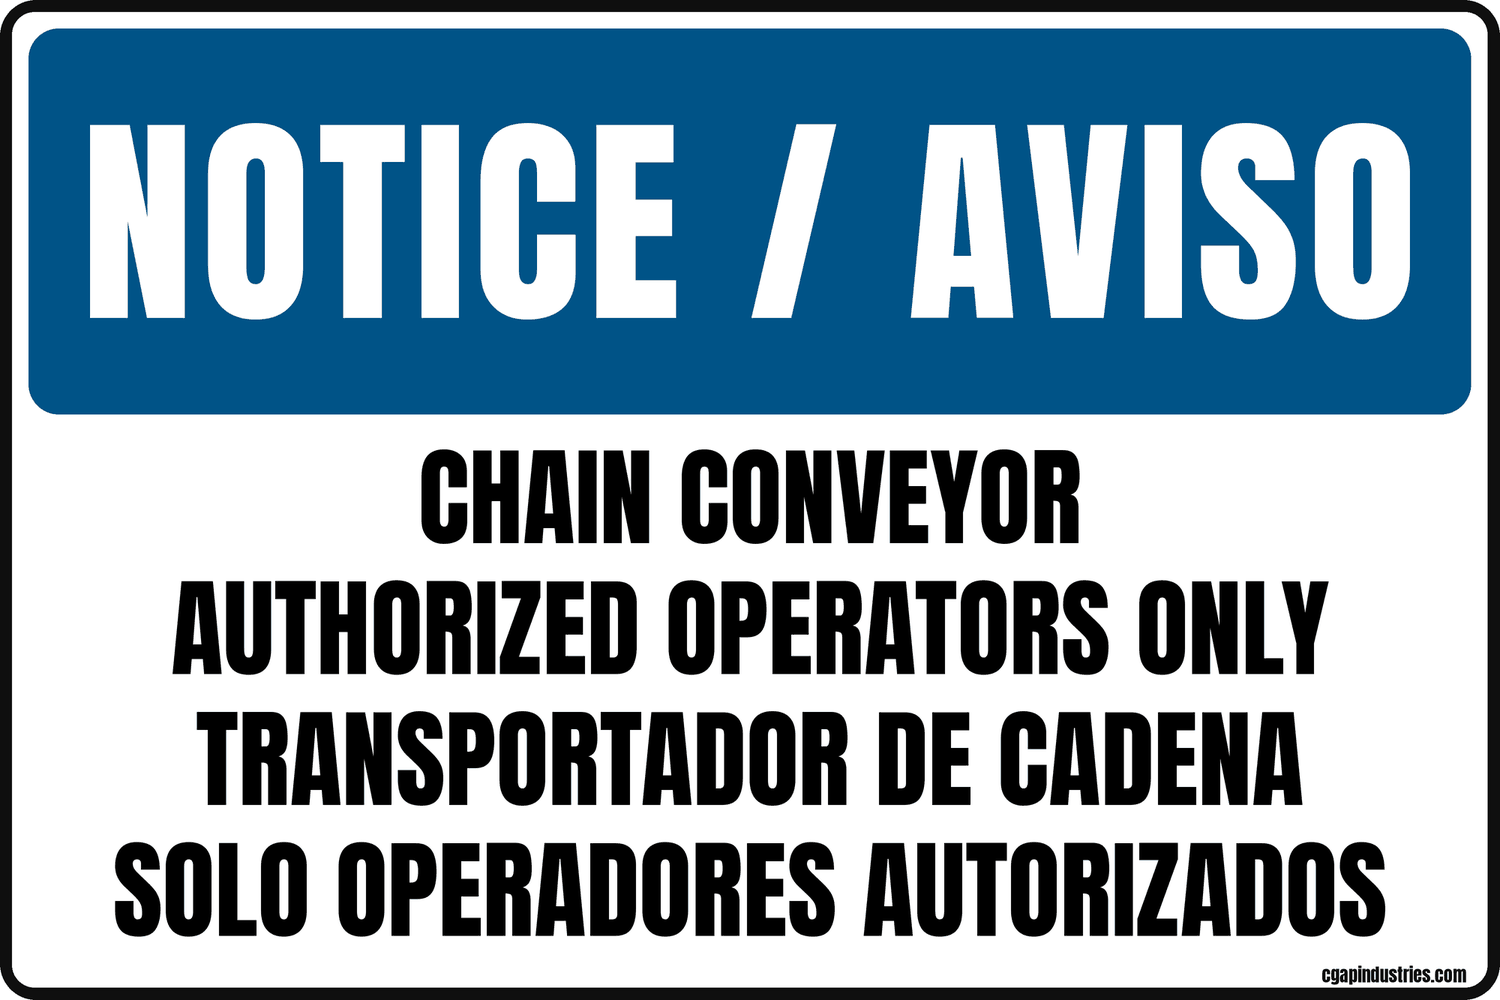 NOTICE / AVISO
CHAIN CONVEYOR
AUTHORIZED OPERATORS ONLY
TRANSPORTADOR DE CADENA
SOLO OPERADORES AUTORIZADOS
cgapindustries.com